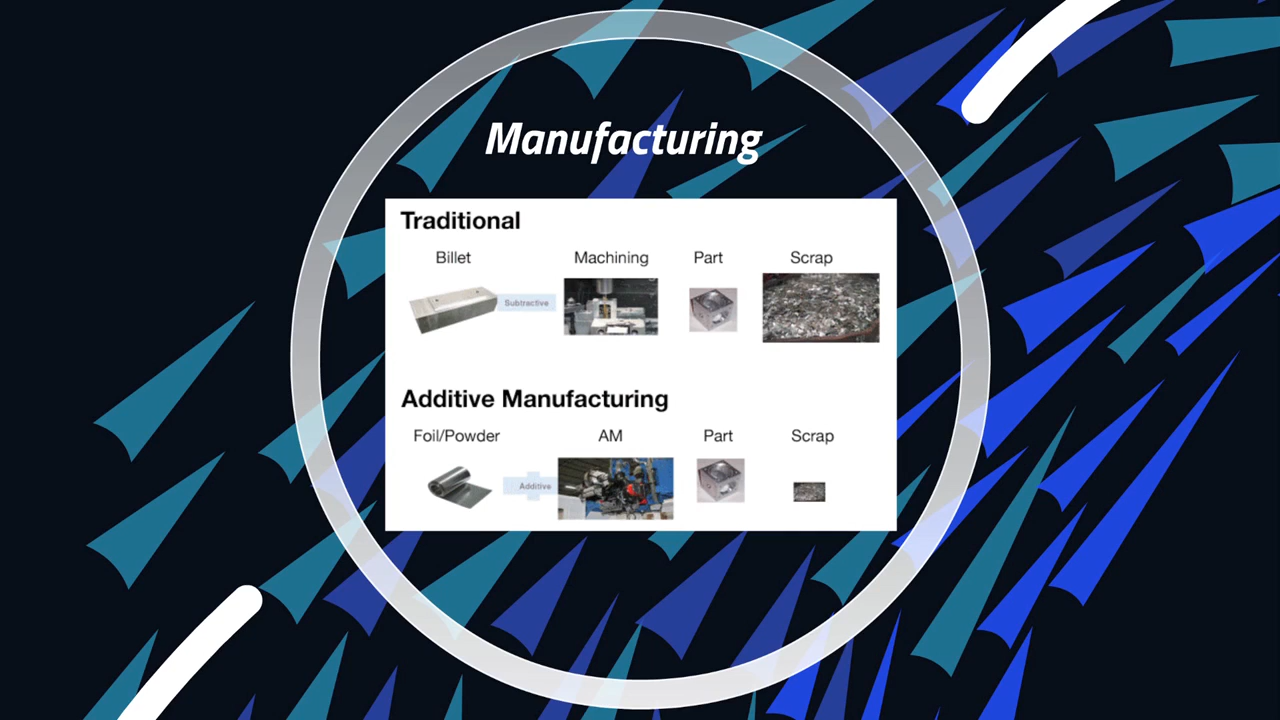 Manufacturing
Traditional
Billet Machining Part Scrap
Subtractive
Additive Manufacturing
Foil/Powder AM Part Scrap
Additive